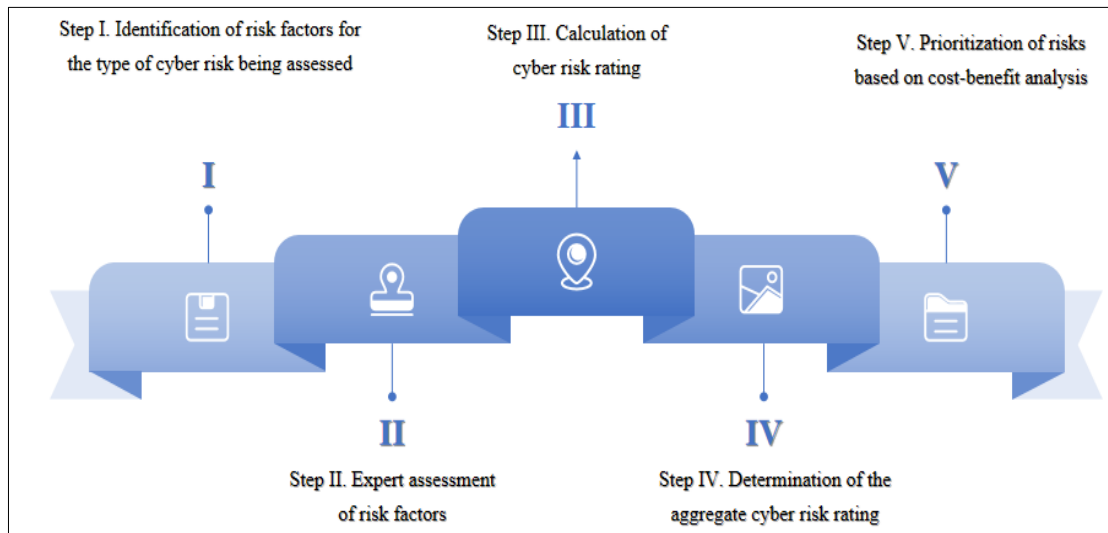 Step I. Identification of risk factors for
the type of cyber risk being assessed
I
Step II. Expert assessment
of risk factors
II
Step III. Calculation of
cyber risk rating
III
Step IV. Determination of the
aggregate cyber risk rating
IV
Step V. Prioritization of risks
based on cost-benefit analysis
V